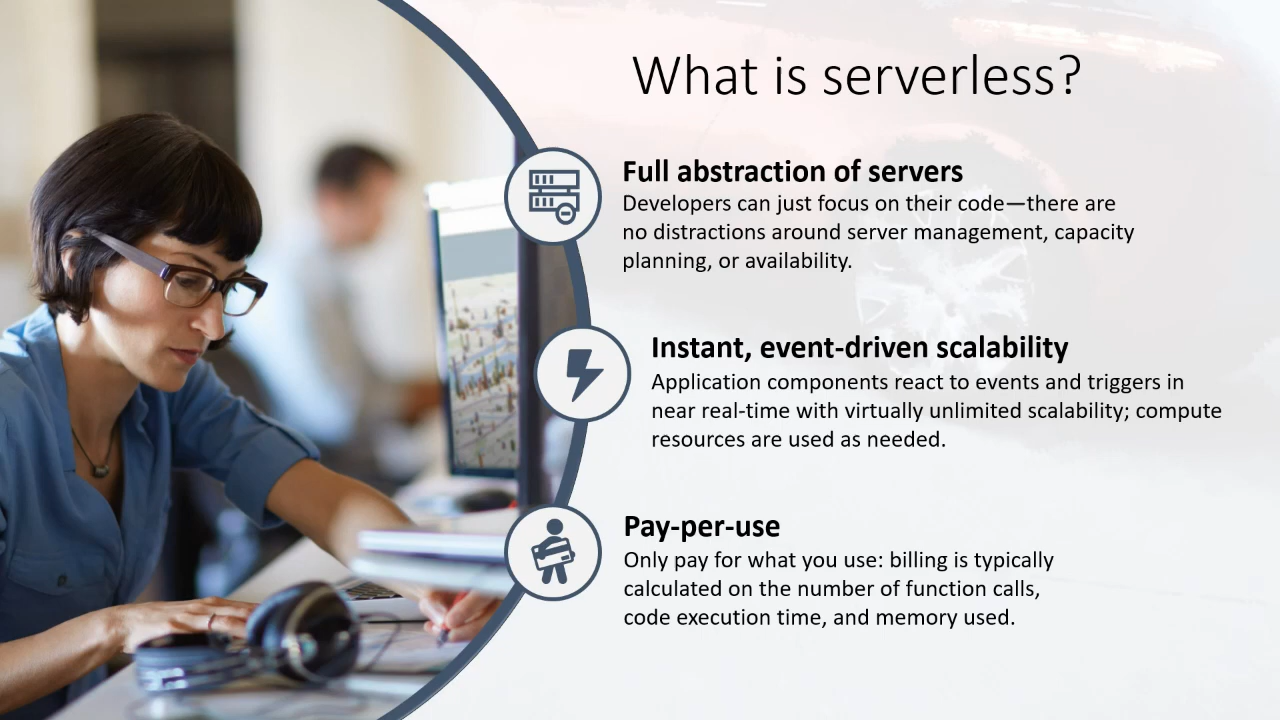 What is serverless?
Full abstraction of servers
Developers can just focus on their code—there are
no distractions around server management, capacity
planning, or availability.
Instant, event-driven scalability
Application components react to events and triggers in
near real-time with virtually unlimited scalability; compute
resources are used as needed.
Pay-per-use
Only pay for what you use: billing is typically
calculated on the number of function calls,
code execution time, and memory used.